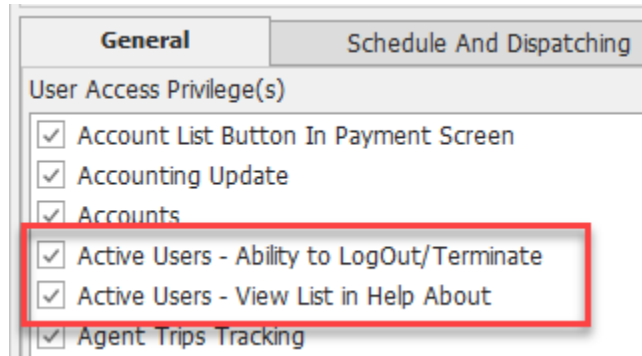 General
Schedule And Dispatching
User Access Privilege(s)
Account List Button In Payment Screen
Accounting Update
Accounts
Active Users - Ability to LogOut/Terminate
Active Users - View List in Help About
Agent Trips Tracking